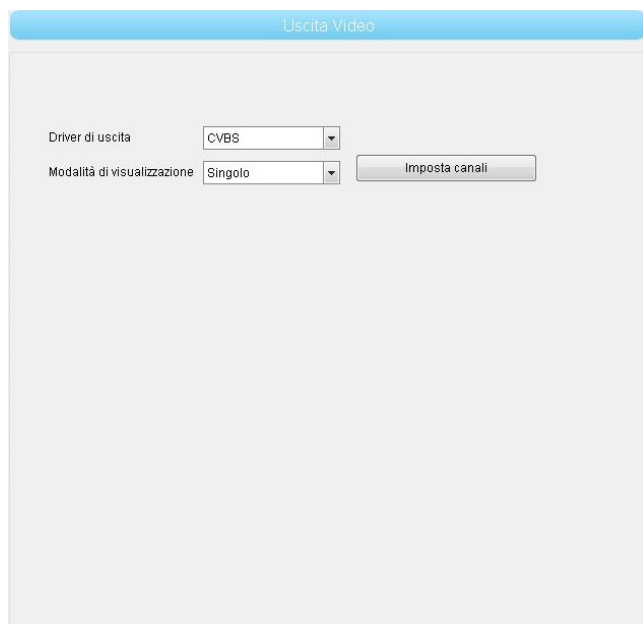 Uscita Video
Driver di uscita CVBS
Modalità di visualizzazione Singolo Imposta canali